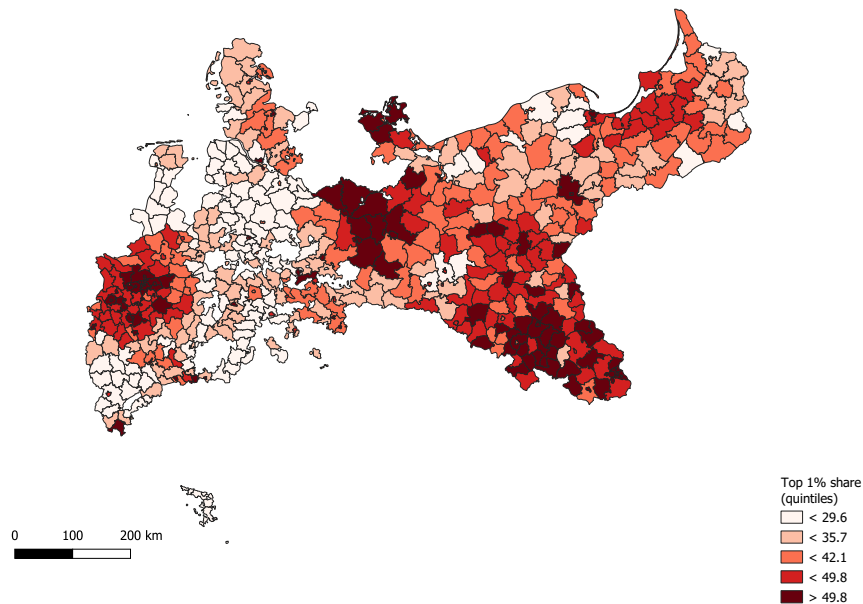 Top 1% share
(quintiles)
< 29.6
< 35.7
< 42.1
< 49.8
> 49.8
0 100 200 km